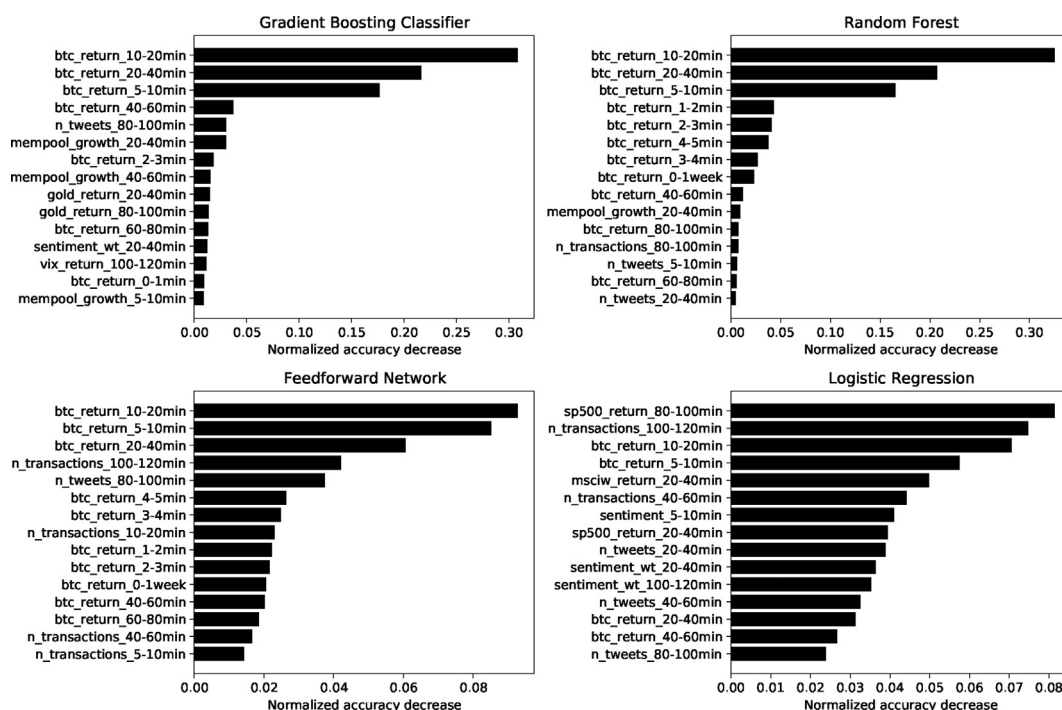 Gradient Boosting Classifier
btc_return_10-20min
btc_return_20-40min
btc_return_5-10min
btc_return_40-60min
n_tweets_80-100min
mempool_growth_20-40min
btc_return_2-3min
mempool_growth_40-60min
gold_return_20-40min
gold_return_80-100min
btc_return_60-80min
sentiment_wt_20-40min
vix_return_100-120min
btc_return_0-1min
mempool_growth_5-10min
0.00 0.05 0.10 0.15 0.20 0.25 0.30
Normalized accuracy decrease
Random Forest
btc_return_10-20min
btc_return_20-40min
btc_return_5-10min
btc_return_1-2min
btc_return_2-3min
btc_return_4-5min
btc_return_3-4min
btc_return_0-1week
btc_return_40-60min
mempool_growth_20-40min
btc_return_80-100min
n_transactions_80-100min
n_tweets_5-10min
btc_return_60-80min
n_tweets_20-40min
0.00 0.05 0.10 0.15 0.20 0.25 0.30
Normalized accuracy decrease
Feedforward Network
btc_return_10-20min
btc_return_5-10min
btc_return_20-40min
n_transactions_100-120min
n_tweets_80-100min
btc_return_4-5min
btc_return_3-4min
n_transactions_10-20min
btc_return_1-2min
btc_return_2-3min
btc_return_0-1week
btc_return_40-60min
btc_return_60-80min
n_transactions_40-60min
n_transactions_5-10min
0.00 0.02 0.04 0.06 0.08
Normalized accuracy decrease
Logistic Regression
sp500_return_80-100min
n_transactions_100-120min
btc_return_10-20min
btc_return_5-10min
msciw_return_20-40min
n_transactions_40-60min
sentiment_5-10min
sp500_return_20-40min
n_tweets_20-40min
sentiment_wt_20-40min
sentiment_wt_100-120min
n_tweets_40-60min
btc_return_20-40min
btc_return_40-60min
n_tweets_80-100min
0.00 0.01 0.02 0.03 0.04 0.05 0.06 0.07 0.08
Normalized accuracy decrease